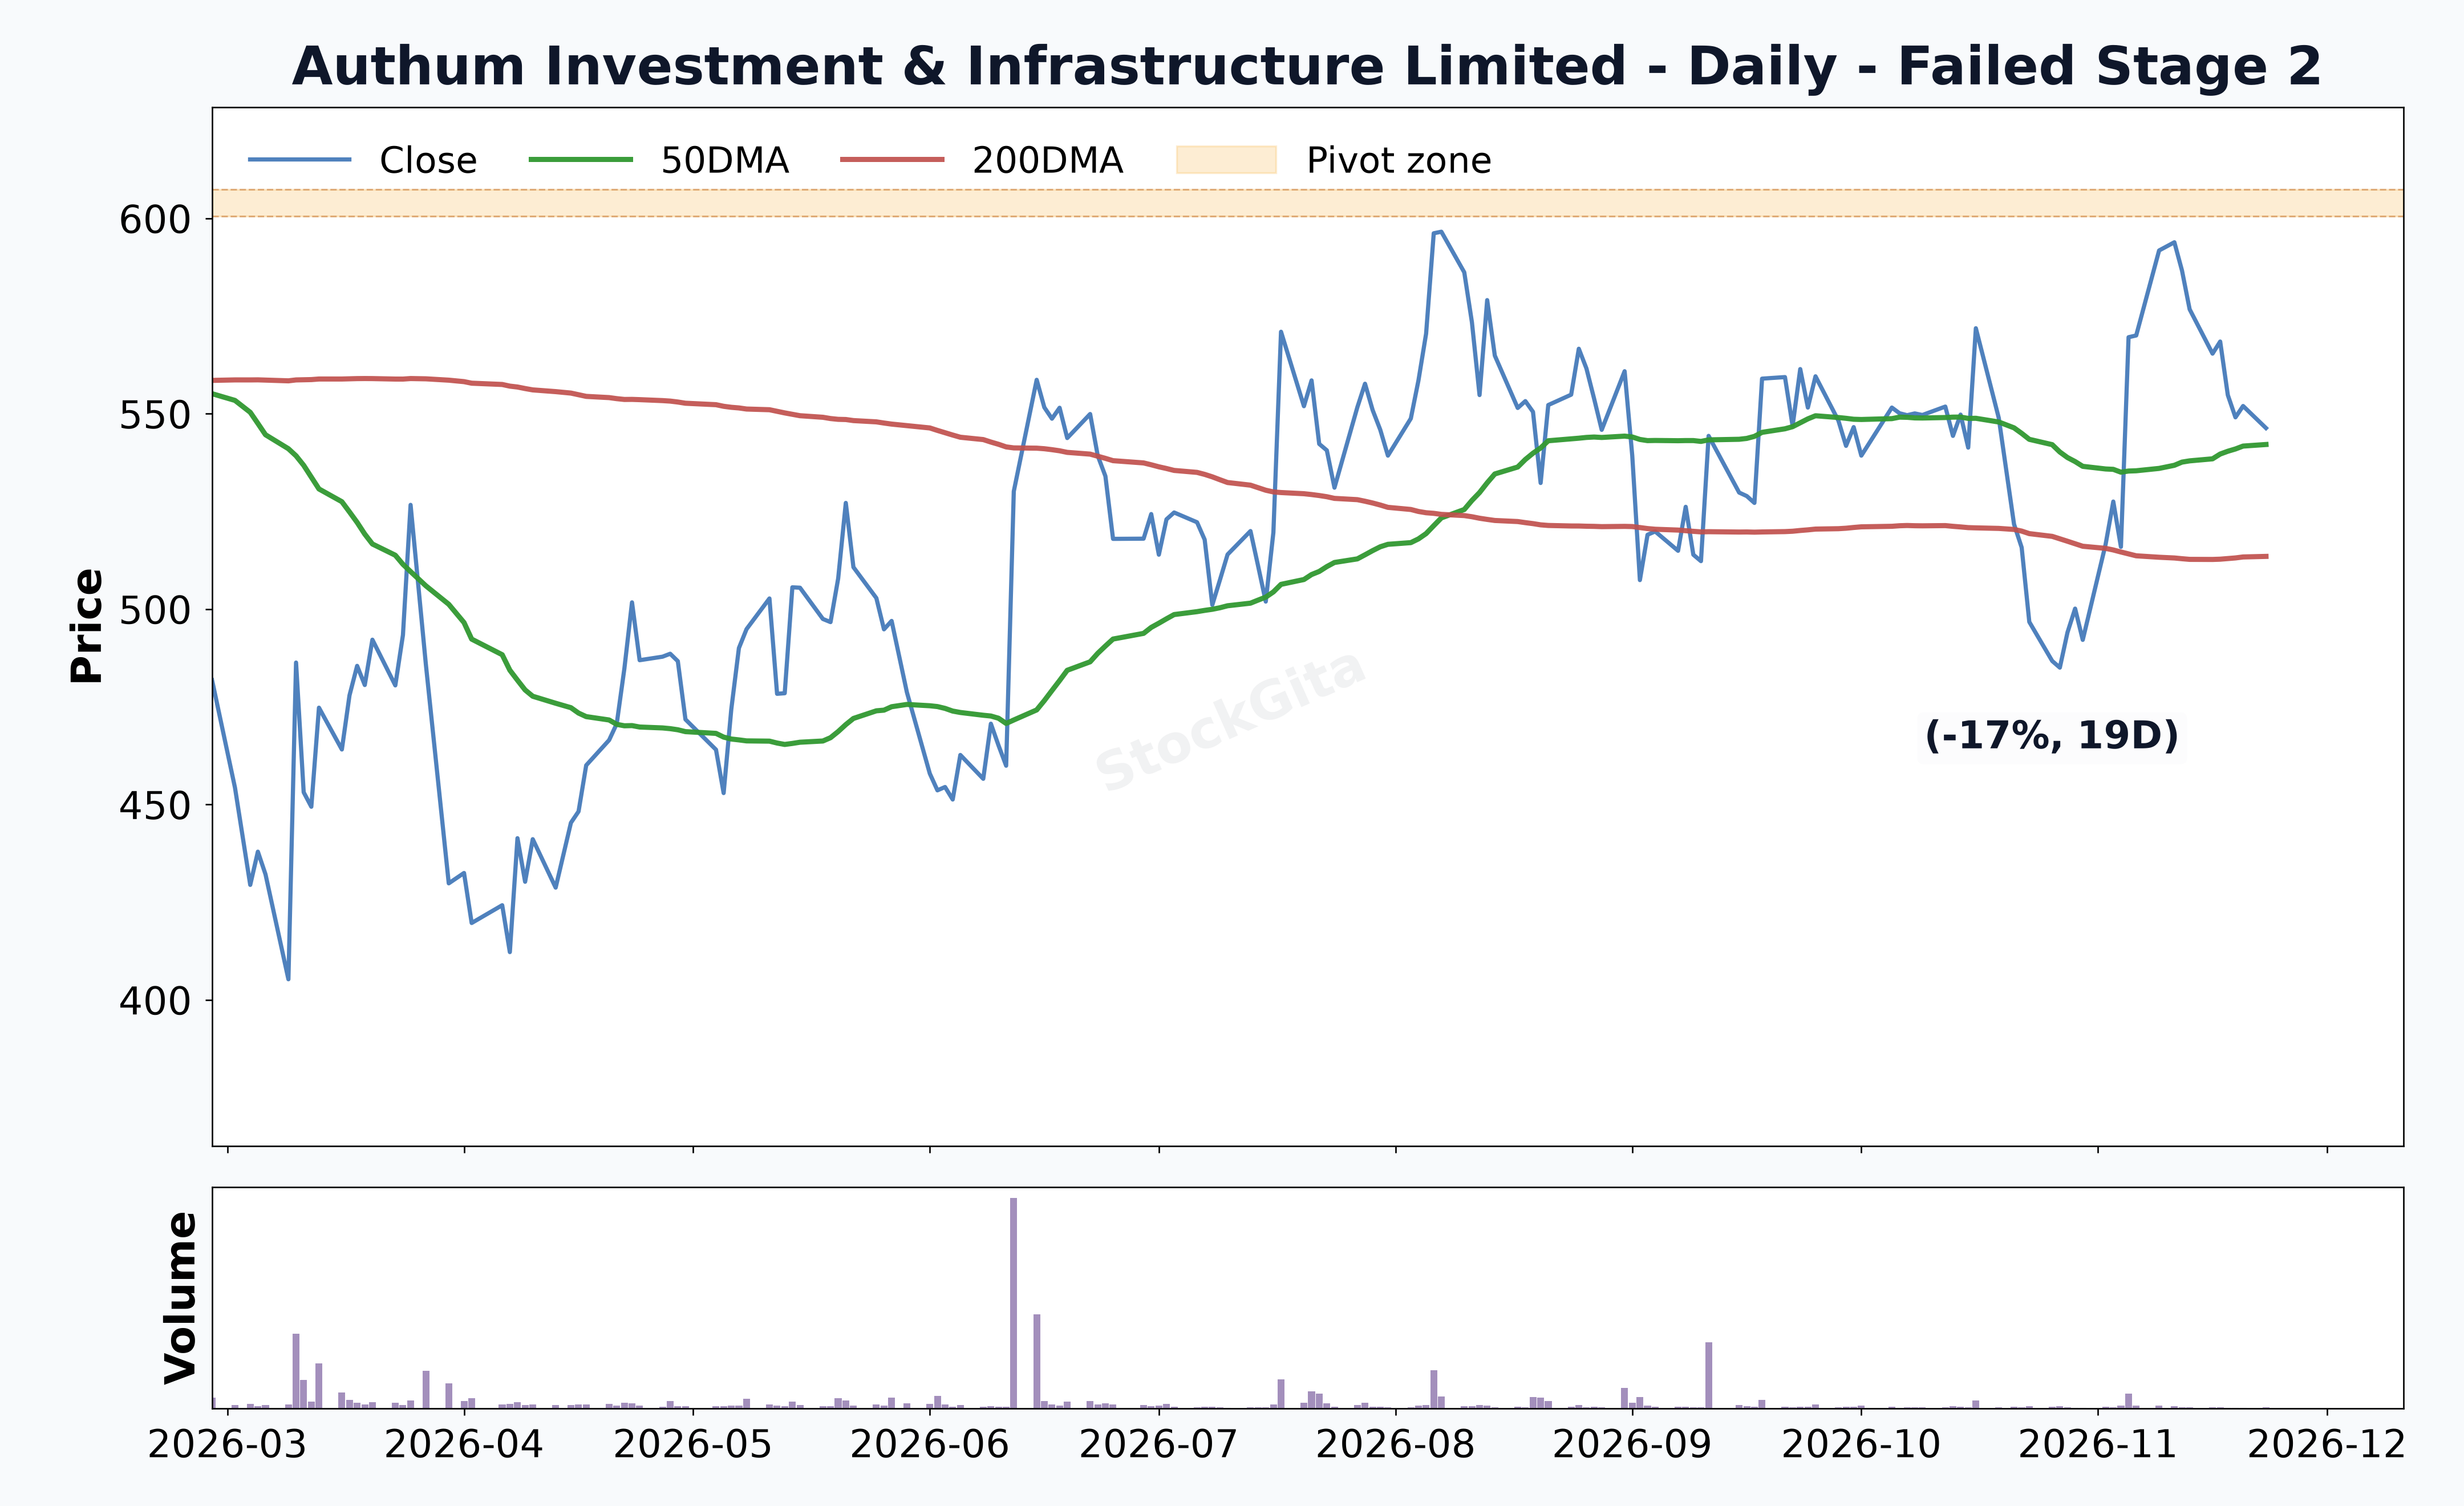 Authum Investment & Infrastructure Limited - Daily - Failed Stage 2
Close 50DMA 200DMA Pivot zone
600
550
500
450
400
Price
StockGita
(-17%, 19D)
Volume
2026-03 2026-04 2026-05 2026-06 2026-07 2026-08 2026-09 2026-10 2026-11 2026-12